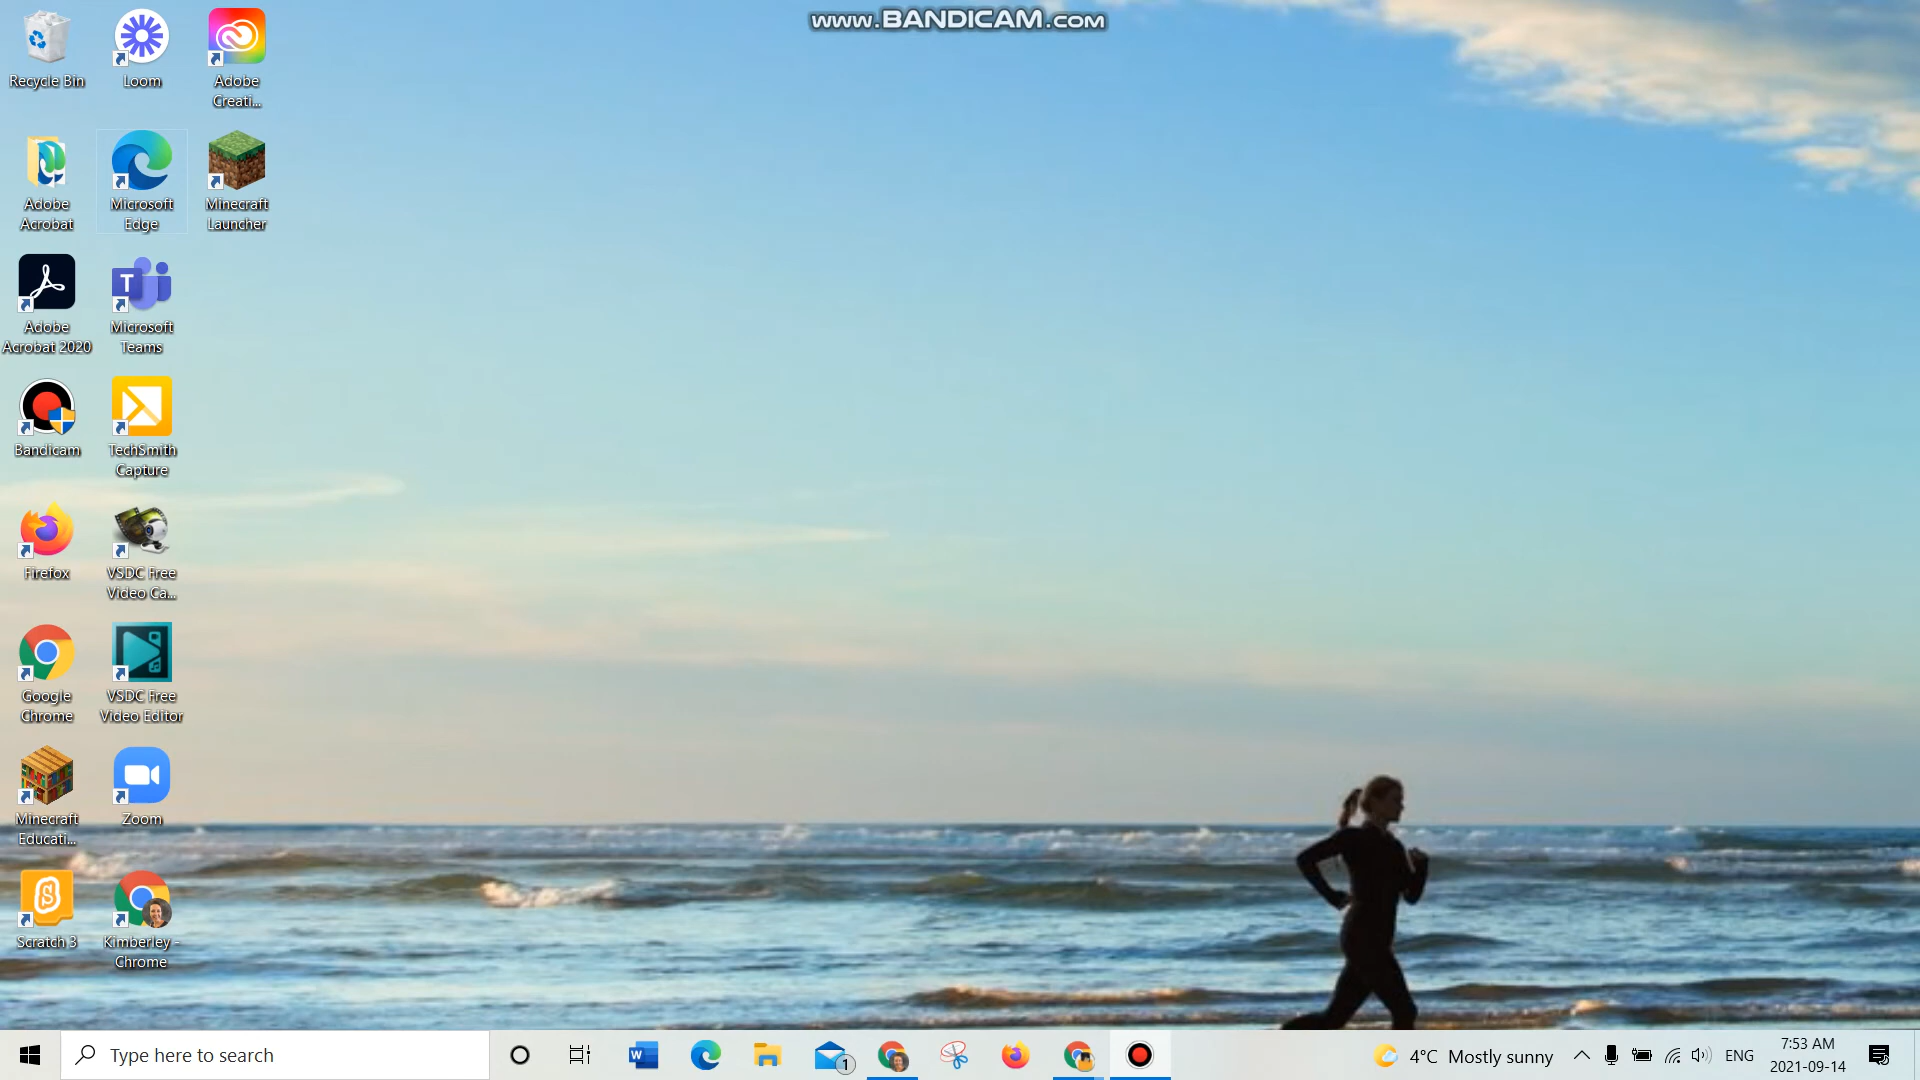 www.BANDICAM.com
Recycle Bin
Loom
Adobe
Creati...
Adobe
Acrobat
Microsoft
Edge
Minecraft
Launcher
Adobe
Acrobat 2020
T
Microsoft
Teams
Bandicam
TechSmith
Capture
Firefox
VSDC Free
Video Ca...
Google
Chrome
VSDC Free
Video Editor
Minecraft
Educati...
Zoom
S
Scratch 3
Kimberley -
Chrome
Type here to search
W
1
4°C Mostly sunny
ENG
7:53 AM
2021-09-14